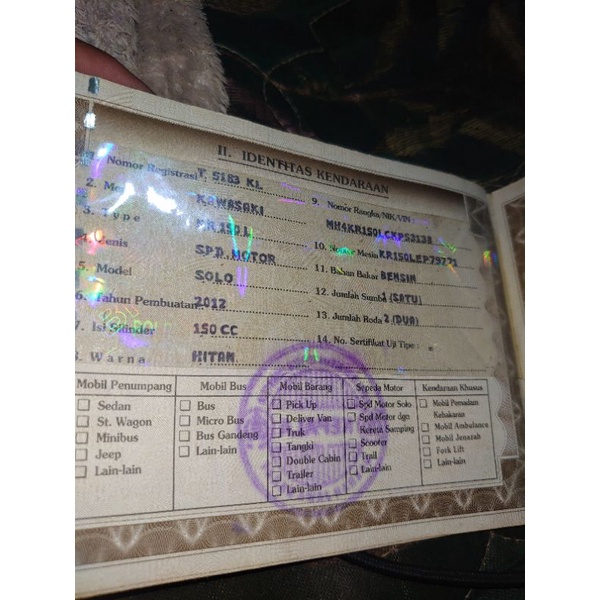 II. IDENTITAS KENDARAAN
1. Nomor Registrasi T 5183 KL
2. Me KAWASAKI
3. Type KR 150 L
4. Jenis SPD. MOTOR
5. Model SOLO
6. Tahun Pembuatan 2012
7. Isi Silinder 150 CC
8. Warna HITAM
9. Nomor Rangka/NIK/VIN :
MH4KR150LCKP53138
10. Nomor Mesin KR150LEP79771
11. Bahan Bakar BENSIN
12. Jumlah Sumbu 1 (SATU)
13. Jumlah Roda 2 (DUA)
14. No. Sertifikat Uji Tipe :
Mobil Penumpang
Sedan
St. Wagon
Minibus
Jeep
Lain-lain
Mobil Bus
Bus
Micro Bus
Bus Gandeng
Lain-lain
Mobil Barang
Pick Up
Deliver Van
Truk
Tangki
Double Cabin
Trailer
Lain-lain
Sepeda Motor
Spd Motor Solo
Spd Motor dgn
Kereta Samping
Scooter
Trail
Lain-lain
Kendaraan Khusus
Mobil Pemadam
Kebakaran
Mobil Ambulance
Mobil Jenazah
Fork Lift
Lain-lain